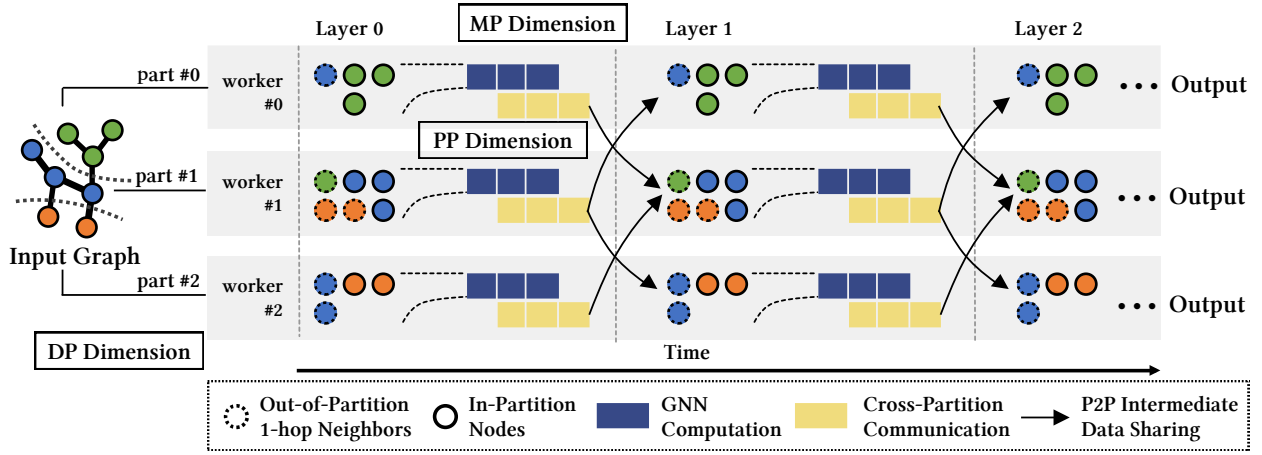 MP Dimension
Layer 0
Layer 1
Layer 2
part #0
worker
#0
Output
PP Dimension
part #1
worker
#1
Output
Input Graph
part #2
worker
#2
Output
DP Dimension
Time
Out-of-Partition
1-hop Neighbors
In-Partition
Nodes
GNN
Computation
Cross-Partition
Communication
P2P Intermediate
Data Sharing